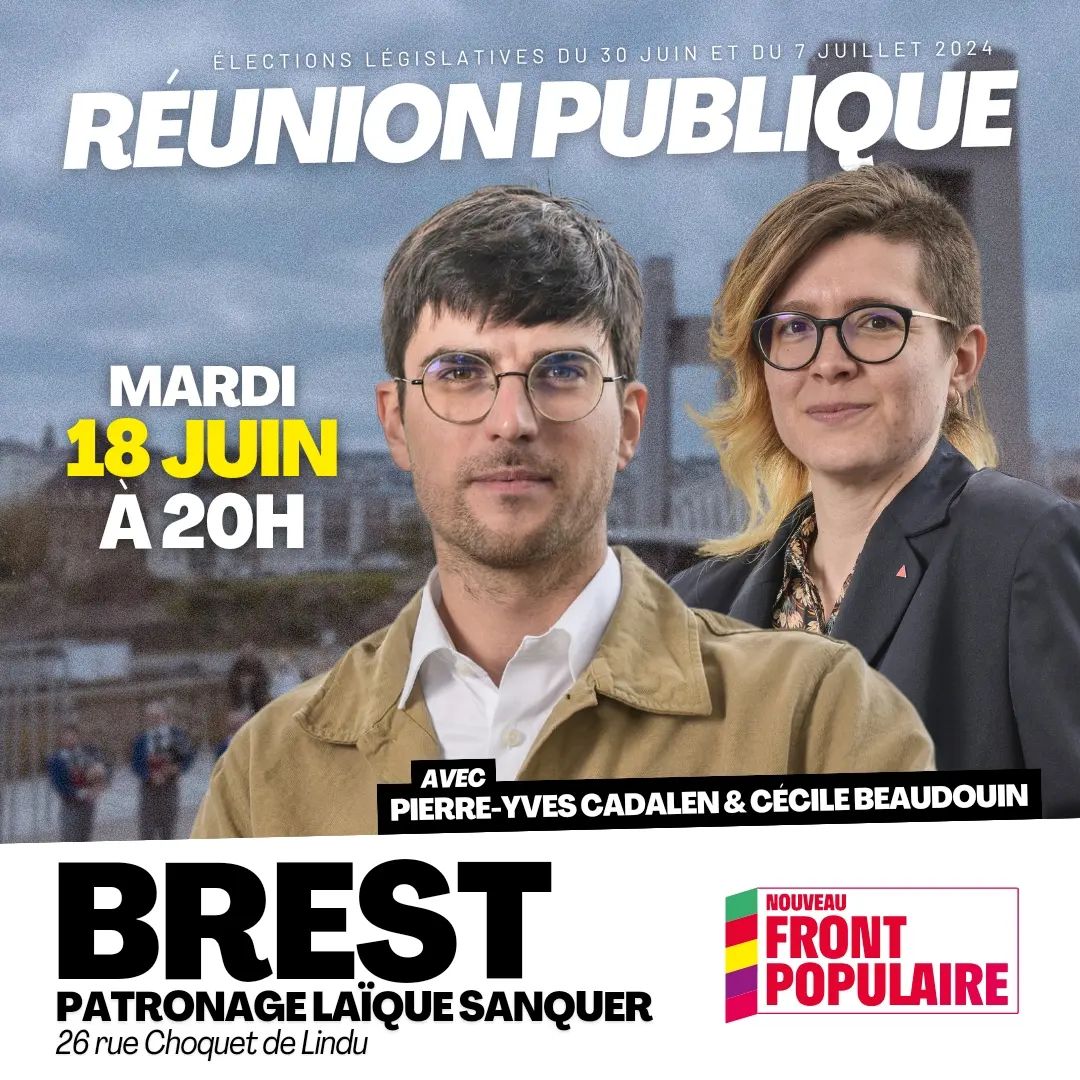 ÉLECTIONS LÉGISLATIVES DU 30 JUIN ET DU 7 JUILLET 2024
RÉUNION PUBLIQUE
MARDI
18 JUIN
À 20H
AVEC
PIERRE-YVES CADALEN & CÉCILE BEAUDOUIN
BREST
PATRONAGE LAÏQUE SANQUER
26 rue Choquet de Lindu
NOUVEAU
FRONT
POPULAIRE